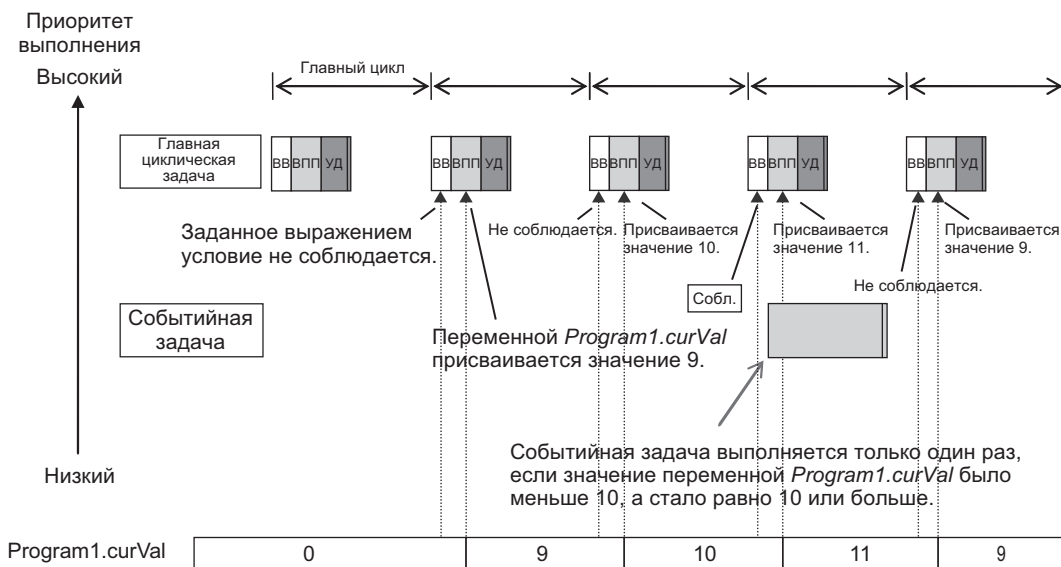 Приоритет
выполнения
Высокий
Главный цикл
Главная
циклическая
задача
ВВ ВПП УД
ВВ ВПП УД
ВВ ВПП УД
ВВ ВПП УД
ВВ ВПП УД
Заданное выражением
условие не соблюдается.
Не соблюдается.
Присваивается
значение 10.
Присваивается
значение 11.
Присваивается
значение 9.
Собл.
Не соблюдается.
Событийная
задача
Переменной Program1.curVal
присваивается значение 9.
Событийная задача выполняется только один раз,
если значение переменной Program1.curVal было
меньше 10, а стало равно 10 или больше.
Низкий
Program1.curVal
0
9
10
11
9